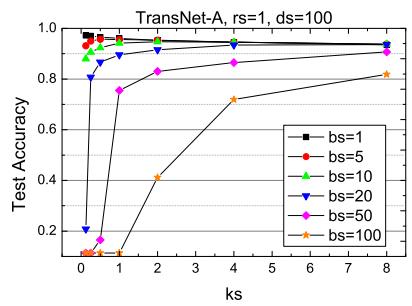 TransNet-A, rs=1, ds=100
Test Accuracy
1.0
0.8
0.6
0.4
0.2
bs=1
bs=5
bs=10
bs=20
bs=50
bs=100
0 1 2 3 4 5 6 7 8
ks